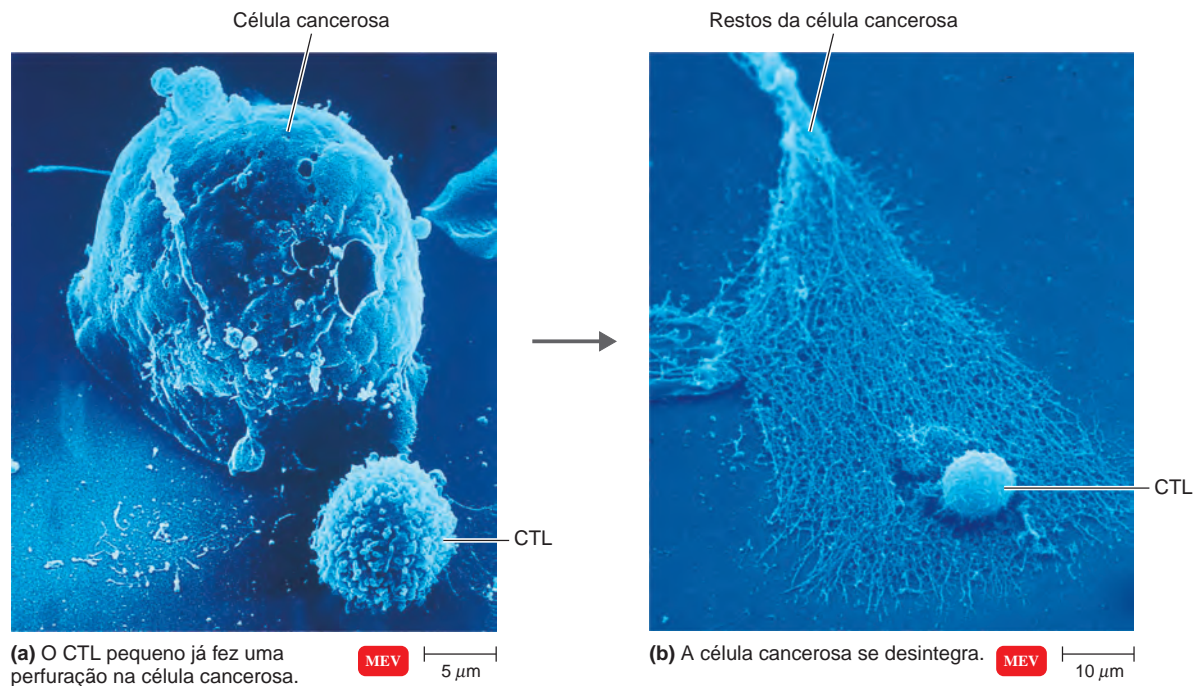 Célula cancerosa
Restos da célula cancerosa
CTL
CTL
(a) O CTL pequeno já fez uma
perfuração na célula cancerosa.
MEV
5 μm
(b) A célula cancerosa se desintegra.
MEV
10 μm